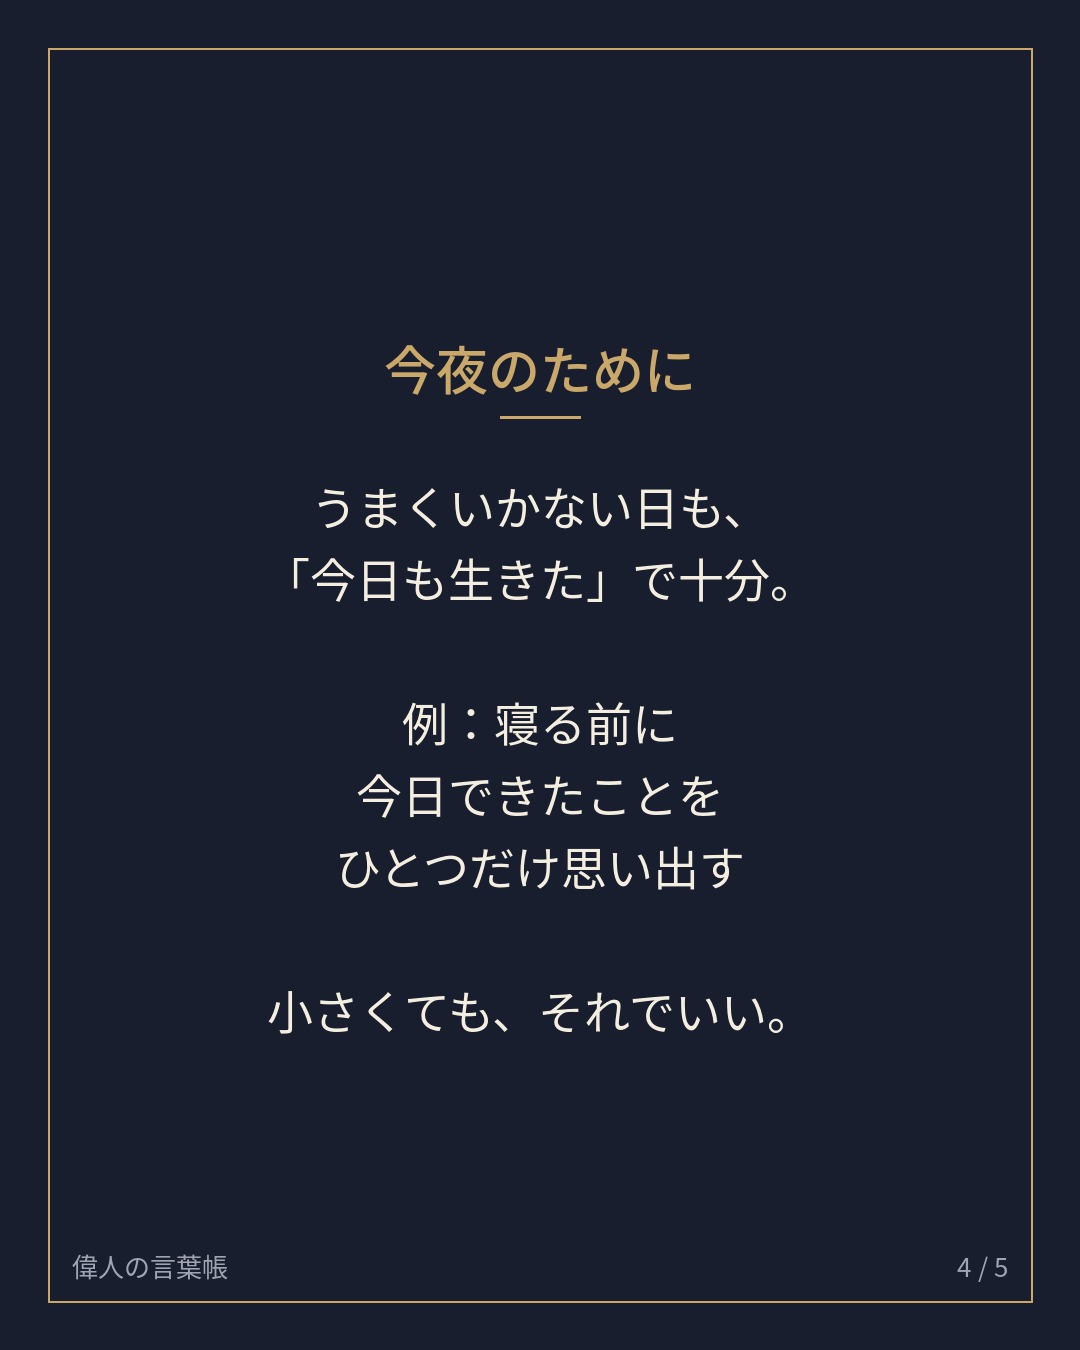 今夜のために
うまくいかない日も、
「今日も生きた」で十分。
例：寝る前に
今日できたことを
ひとつだけ思い出す
小さくても、それでいい。
偉人の言葉帳
4 / 5